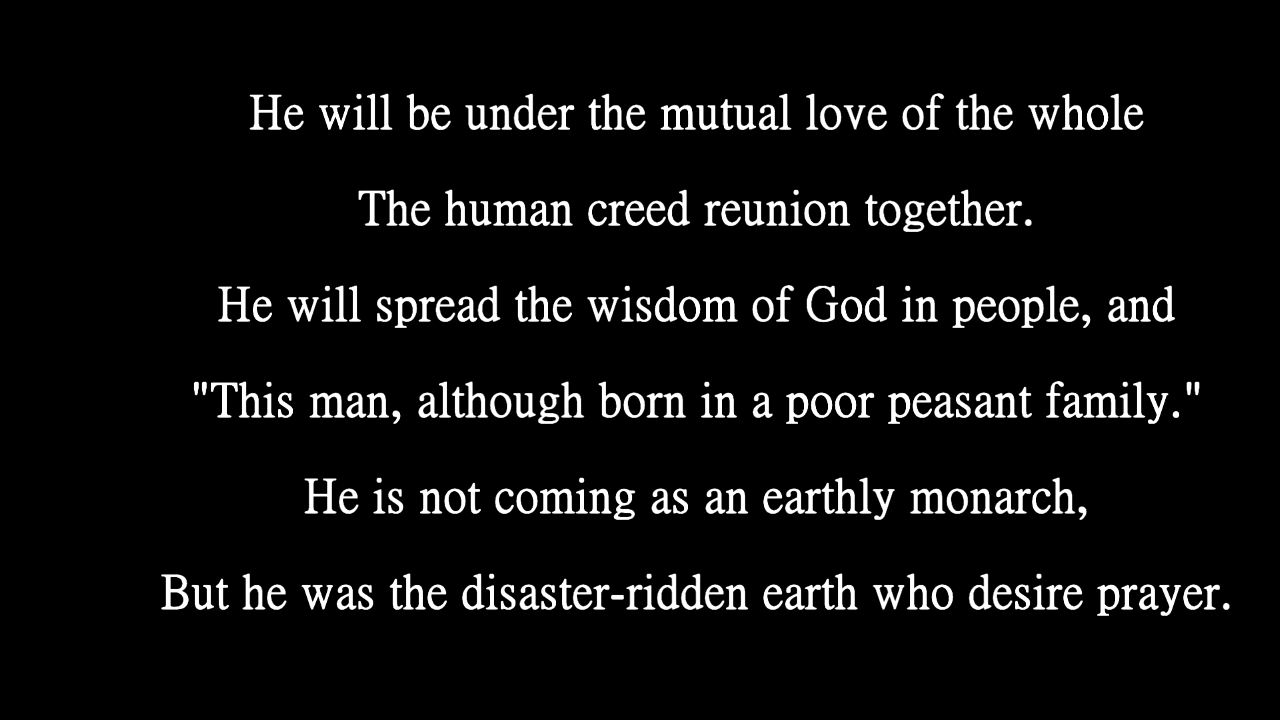 He will be under the mutual love of the whole
The human creed reunion together.
He will spread the wisdom of God in people, and
"This man, although born in a poor peasant family."
He is not coming as an earthly monarch,
But he was the disaster-ridden earth who desire prayer.